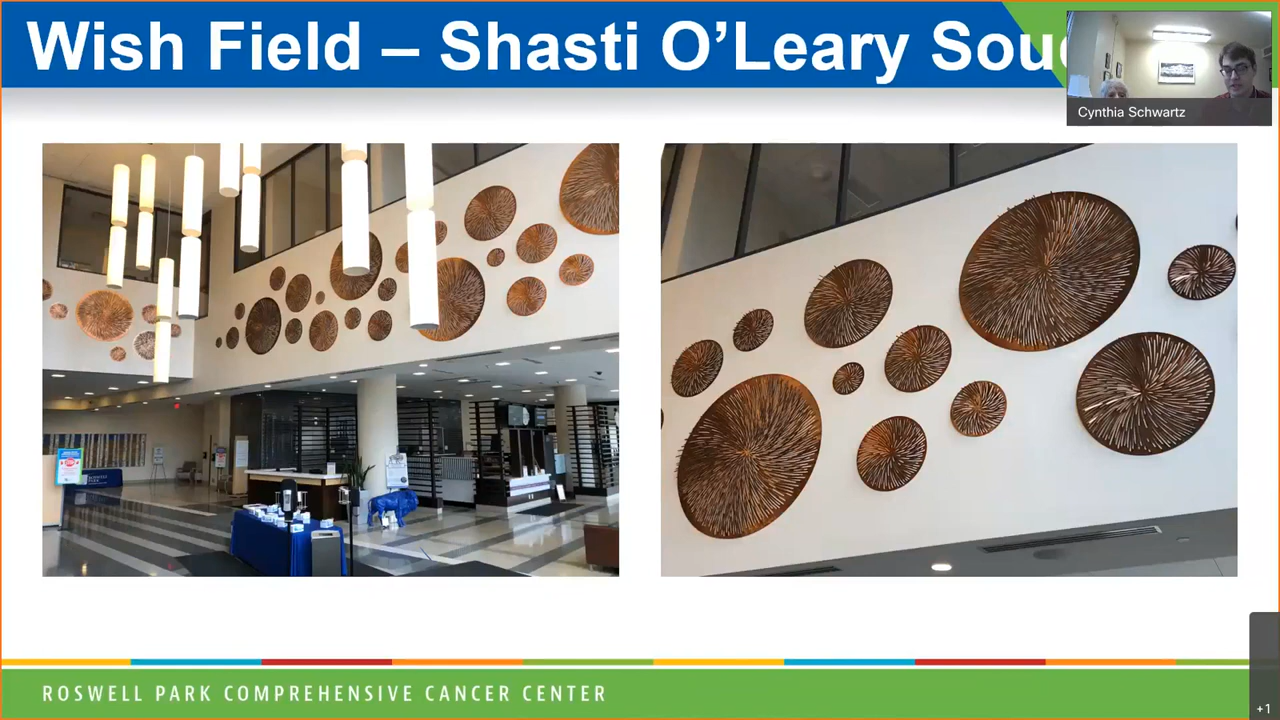 Wish Field – Shasti O’Leary Sou
Cynthia Schwartz
ROSWELL PARK COMPREHENSIVE CANCER CENTER
+1